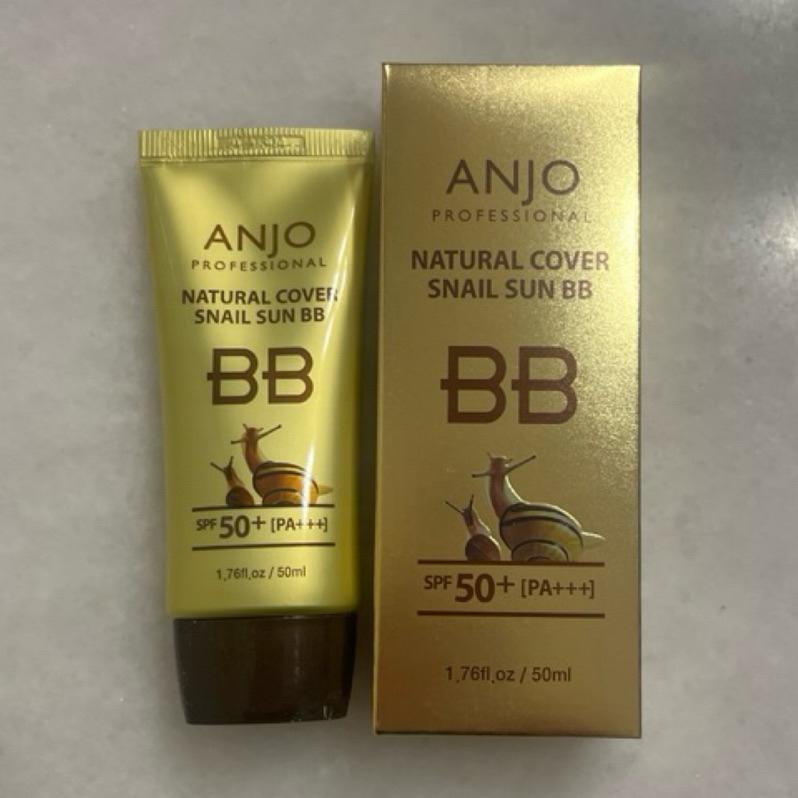 ANJO
PROFESSIONAL
NATURAL COVER
SNAIL SUN BB
BB
SPF 50+ [PA+++]
1.76fl.oz / 50ml
ANJO
PROFESSIONAL
NATURAL COVER
SNAIL SUN BB
BB
SPF 50+ [PA+++]
1.76fl.oz / 50ml